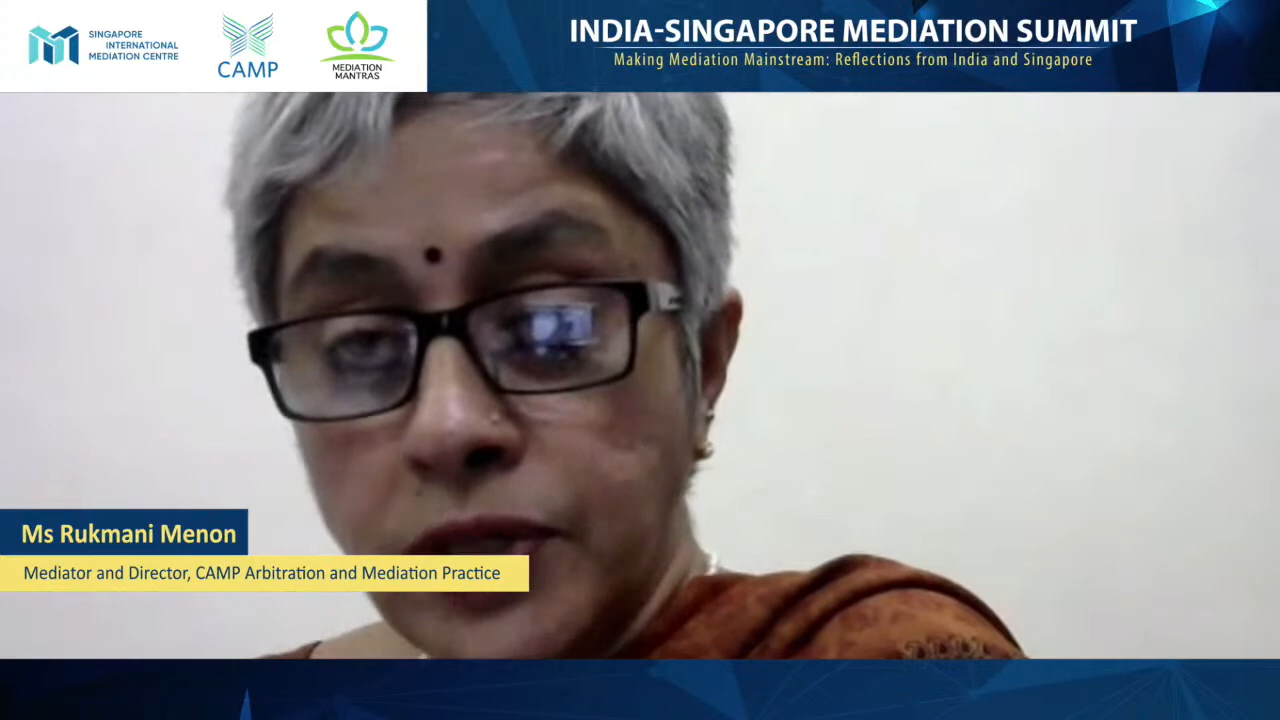 SINGAPORE
INTERNATIONAL
MEDIATION CENTRE
CAMP
MEDIATION
MANTRAS
INDIA-SINGAPORE MEDIATION SUMMIT
Making Mediation Mainstream: Reflections from India and Singapore
Ms Rukmani Menon
Mediator and Director, CAMP Arbitration and Mediation Practice